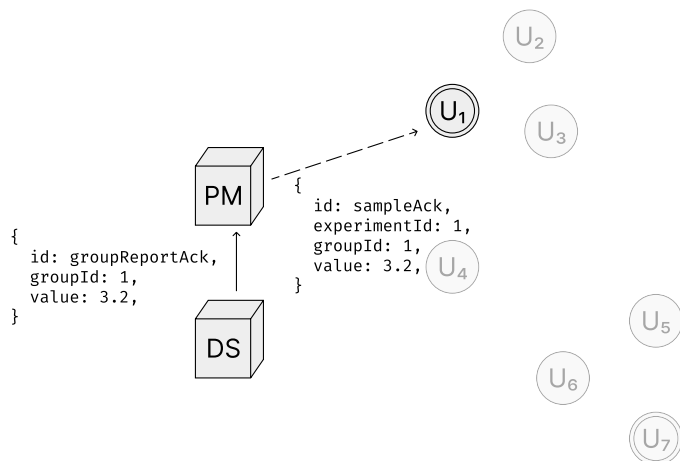 U₂
U₁
U₃
PM
{
id: sampleAck,
experimentId: 1,
groupId: 1,
value: 3.2,
}
{
id: groupReportAck,
groupId: 1,
value: 3.2,
}
U₄
DS
U₅
U₆
U₇